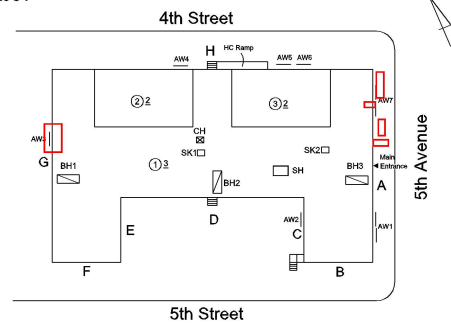 4th Street
HC Ramp
H
AW4
AW5 AW6
② 2
③ 2
AW7
CH
AW3
SK1
SK2
G
① 3
Main
Entrance
BH1
BH2
SH
BH3
A
5th Avenue
D
AW2
AW1
E
C
F
B
5th Street